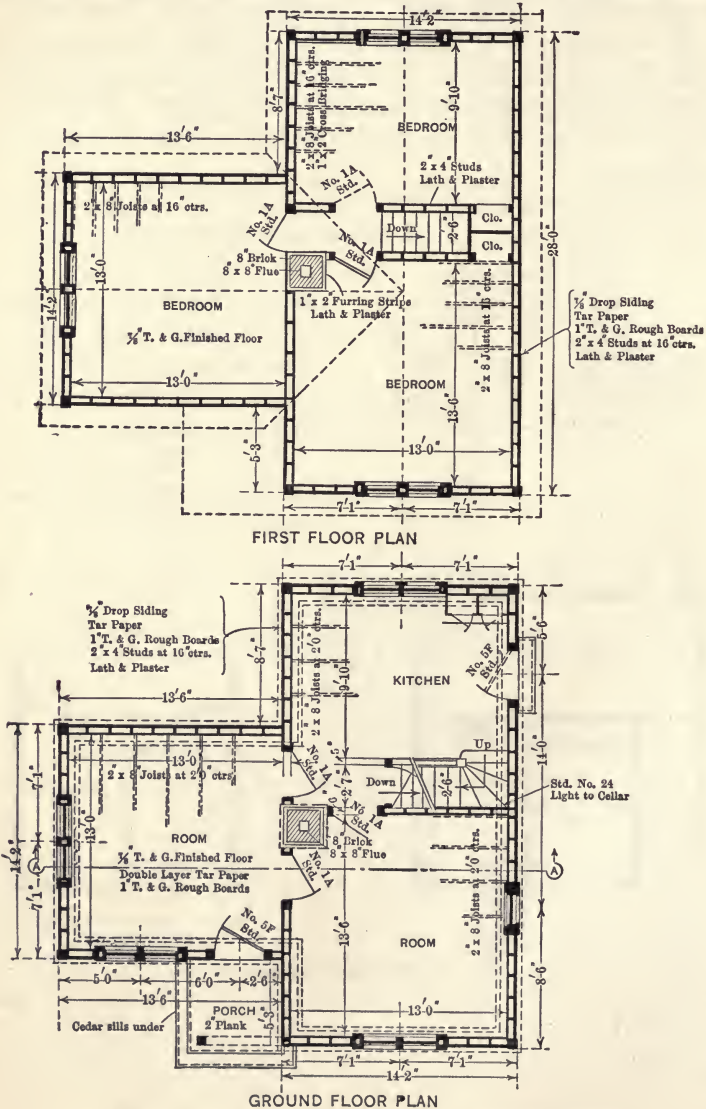 14'2"
8'-7"
2" x 8" Joists at 16" ctrs.
1" x 2" Cross Bridging
9'-10"
BEDROOM
13'6"
2" x 4" Studs
Lath & Plaster
No. 1A
Std.
2" x 8" Joists at 16" ctrs.
No. 1A
Std.
Down
2'-6"
Clo.
Clo.
28'-0"
No. 1A
Std.
8" Brick
8" x 8" Flue
13'-0"
14'-2"
BEDROOM
1" x 2" Furring Strips
Lath & Plaster
⅞" T. & G. Finished Floor
2" x 8" Joists at 16" ctrs.
⅞" Drop Siding
Tar Paper
1" T. & G. Rough Boards
2" x 4" Studs at 16" ctrs.
Lath & Plaster
13'-0"
BEDROOM
13'-6"
5'-3"
13'-0"
7'1"
7'1"
FIRST FLOOR PLAN
7'1"
7'1"
⅞" Drop Siding
Tar Paper
1" T. & G. Rough Boards
2" x 4" Studs at 16" ctrs.
Lath & Plaster
8'-7"
2" x 8" Joists at 2'0" ctrs.
9'-10"
KITCHEN
No. 5F
Std.
5'-6"
13'-6"
14'-0"
Up
13'-0"
2" x 8" Joists at 2'0" ctrs.
No. 1A
Std.
2'-7"
Down
2'-6"
Std. No. 24
Light to Cellar
7'1"
13'-0"
14'-2"
7'1"
ROOM
No. 1A
Std.
8" Brick
8" x 8" Flue
⅞" T. & G. Finished Floor
Double Layer Tar Paper
1" T. & G. Rough Boards
No. 1A
Std.
A
A
2" x 8" Joists at 2'0" ctrs.
No. 5F
Std.
13'-6"
ROOM
8'-6"
5'0"
6'0"
2'-6"
13'6"
PORCH
2" Plank
5'-3"
13'-0"
Cedar sills under
7'1"
7'1"
14'-2"
GROUND FLOOR PLAN